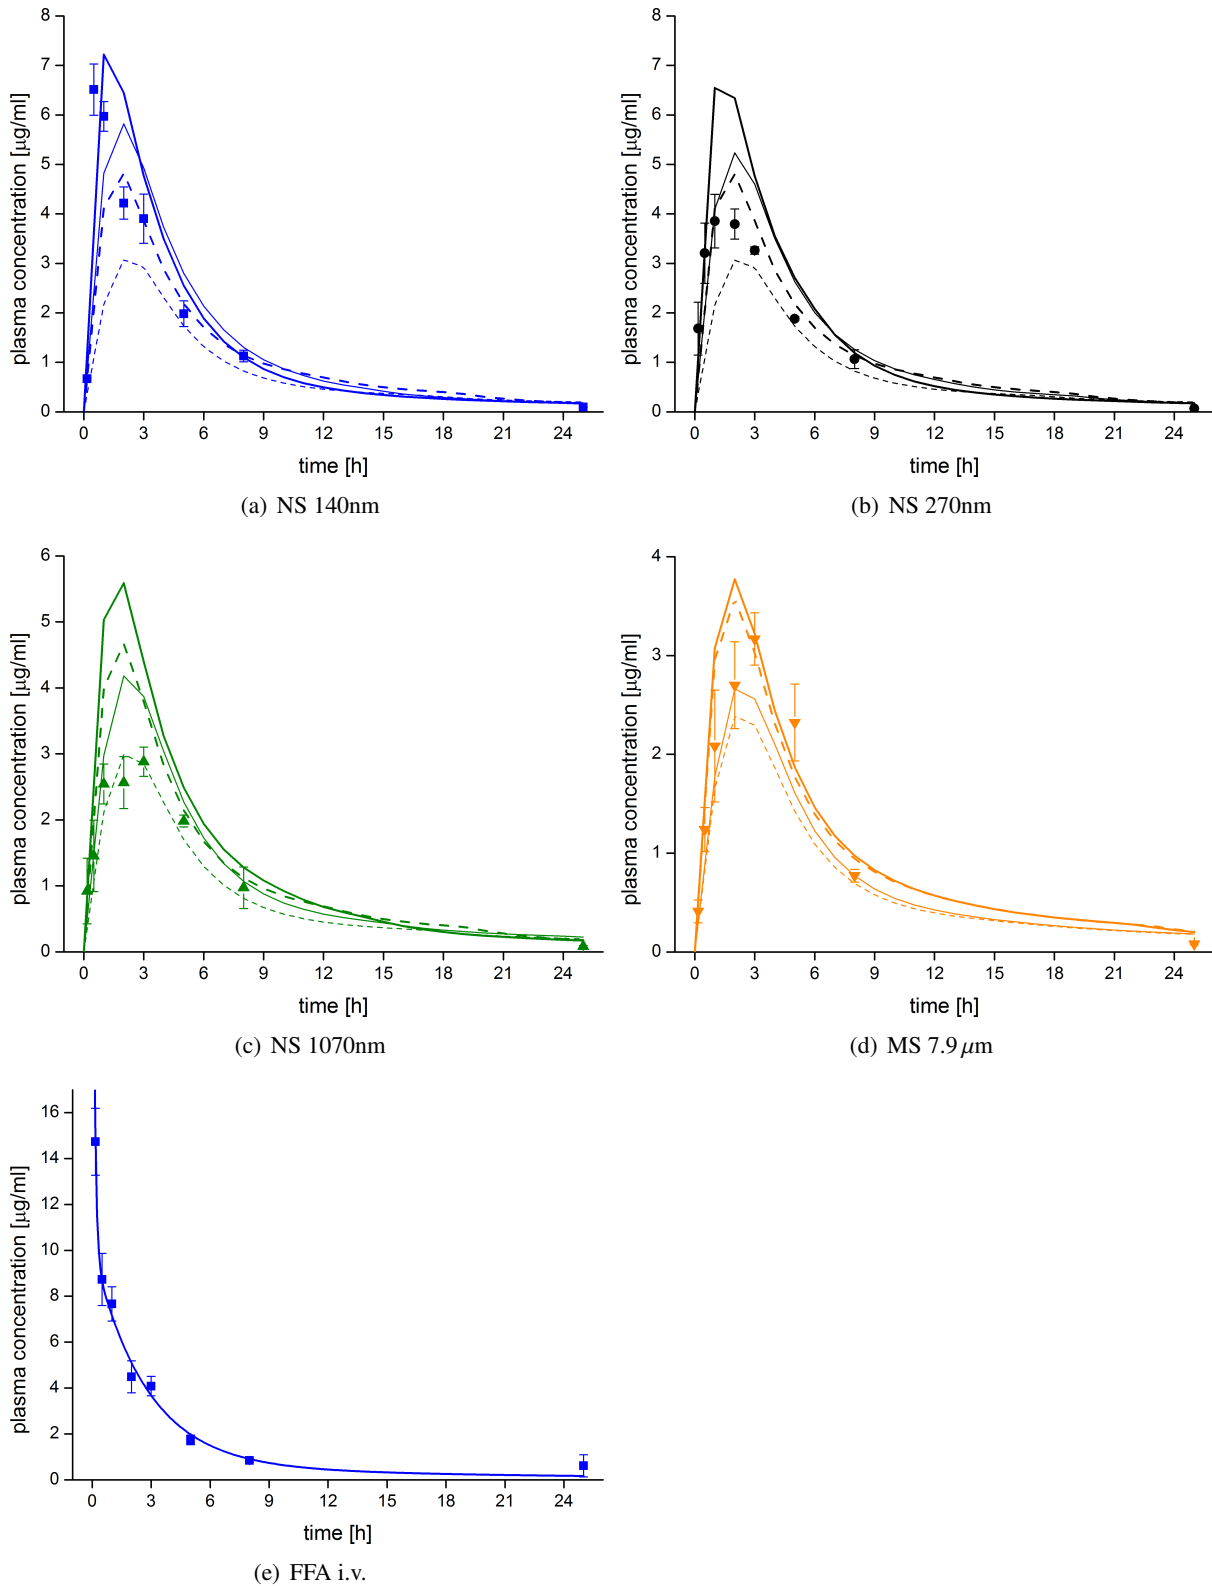 8
7
6
5
4
3
2
1
0
plasma concentration [µg/ml]
0 3 6 9 12 15 18 21 24
time [h]
(a) NS 140nm
8
7
6
5
4
3
2
1
0
plasma concentration [µg/ml]
0 3 6 9 12 15 18 21 24
time [h]
(b) NS 270nm
6
5
4
3
2
1
0
plasma concentration [µg/ml]
0 3 6 9 12 15 18 21 24
time [h]
(c) NS 1070nm
4
3
2
1
0
plasma concentration [µg/ml]
0 3 6 9 12 15 18 21 24
time [h]
(d) MS 7.9 µm
16
14
12
10
8
6
4
2
0
plasma concentration [µg/ml]
0 3 6 9 12 15 18 21 24
time [h]
(e) FFA i.v.